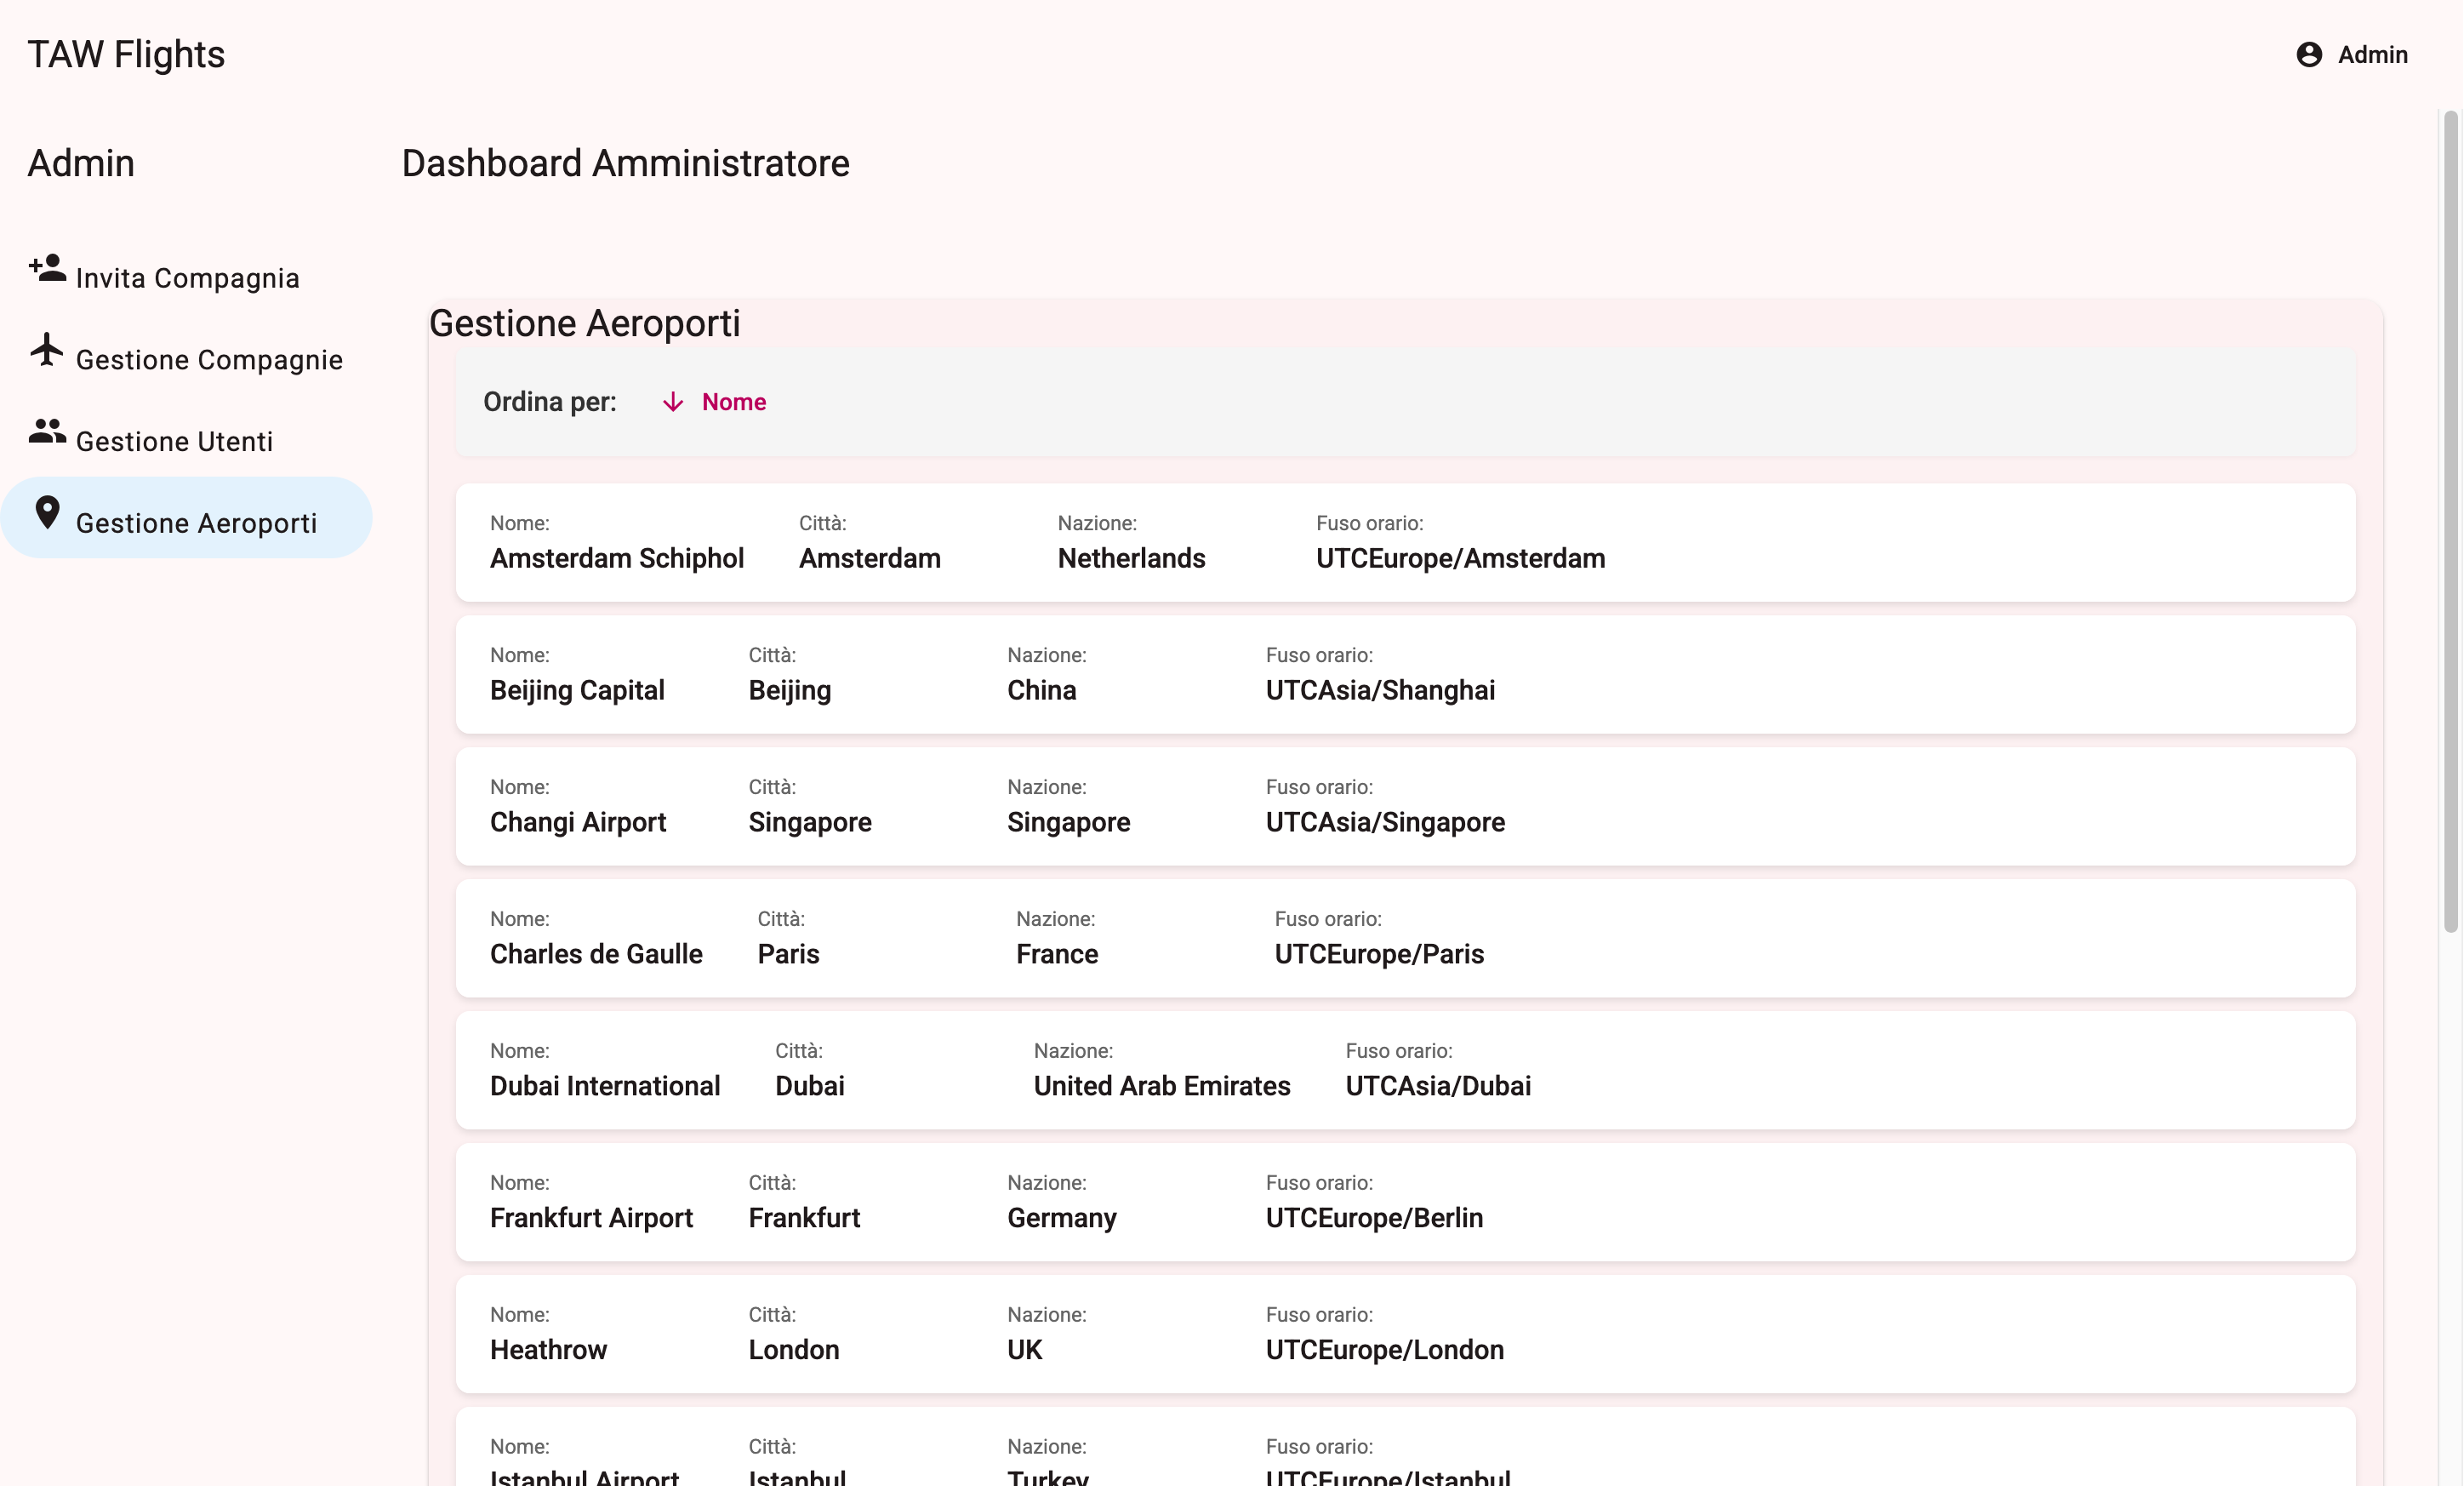 TAW Flights
Admin
Admin
Dashboard Amministratore
Invita Compagnia
Gestione Compagnie
Gestione Utenti
Gestione Aeroporti
Gestione Aeroporti
Ordina per: Nome
Nome: Città: Nazione: Fuso orario:
Amsterdam Schiphol Amsterdam Netherlands UTCEurope/Amsterdam
Nome: Città: Nazione: Fuso orario:
Beijing Capital Beijing China UTCAsia/Shanghai
Nome: Città: Nazione: Fuso orario:
Changi Airport Singapore Singapore UTCAsia/Singapore
Nome: Città: Nazione: Fuso orario:
Charles de Gaulle Paris France UTCEurope/Paris
Nome: Città: Nazione: Fuso orario:
Dubai International Dubai United Arab Emirates UTCAsia/Dubai
Nome: Città: Nazione: Fuso orario:
Frankfurt Airport Frankfurt Germany UTCEurope/Berlin
Nome: Città: Nazione: Fuso orario:
Heathrow London UK UTCEurope/London
Nome: Città: Nazione: Fuso orario:
Istanbul Airport Istanbul Turkey UTCEurope/Istanbul